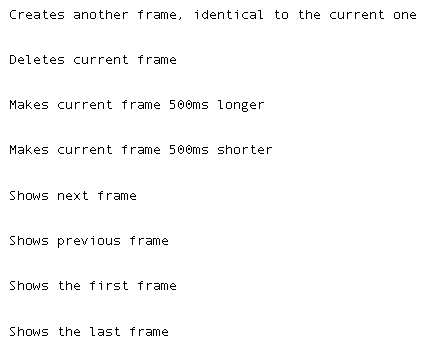 Creates another frame, identical to the current one
Deletes current frame
Makes current frame 500ms longer
Makes current frame 500ms shorter
Shows next frame
Shows previous frame
Shows the first frame
Shows the last frame